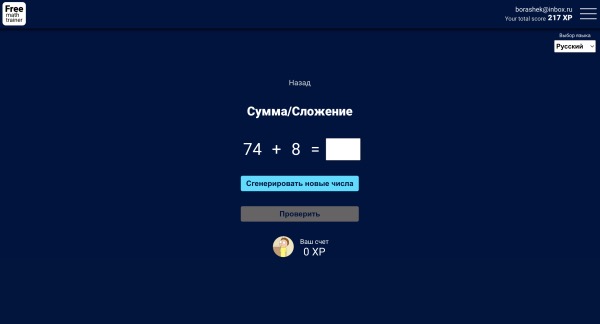 Free
math
trainer
borashek@inbox.ru
Your total score 217 XP
Выбор языка
Русский
Назад
Сумма/Сложение
74 + 8 =
Сгенерировать новые числа
Проверить
Ваш счет
0 XP